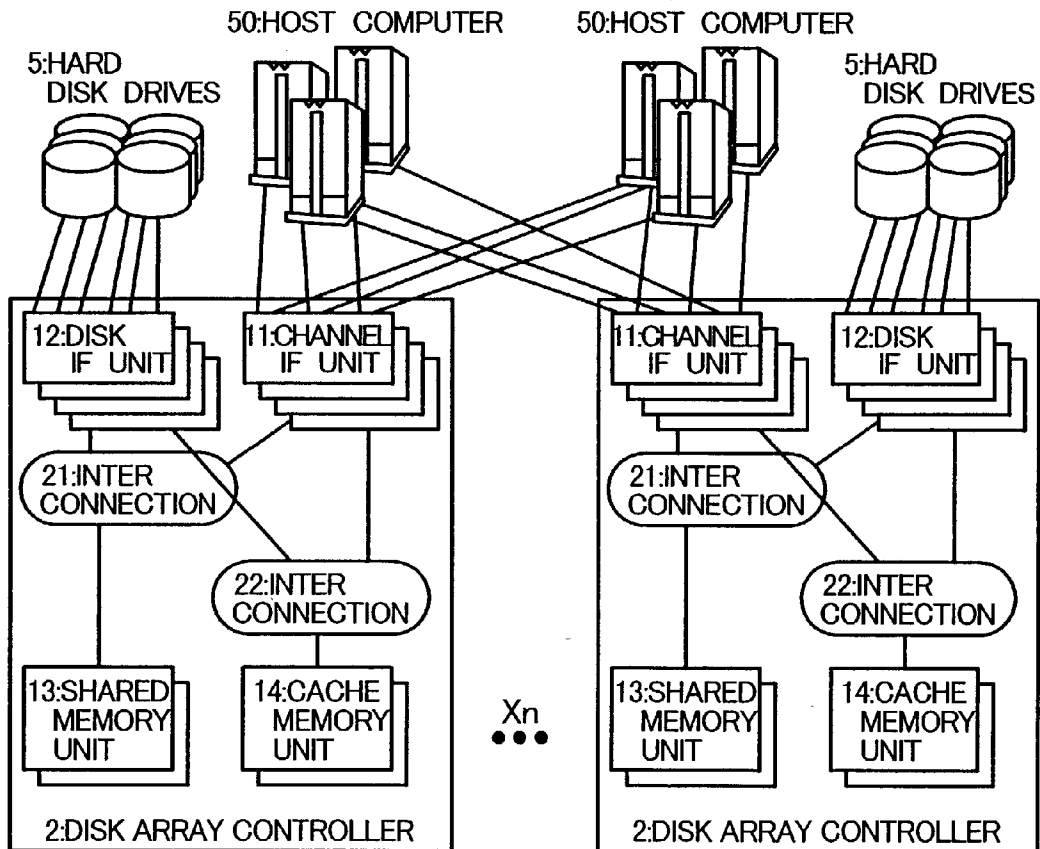 50:HOST COMPUTER
50:HOST COMPUTER
5:HARD
DISK DRIVES
5:HARD
DISK DRIVES
12:DISK
IF UNIT
11:CHANNEL
IF UNIT
11:CHANNEL
IF UNIT
12:DISK
IF UNIT
21:INTER
CONNECTION
21:INTER
CONNECTION
22:INTER
CONNECTION
22:INTER
CONNECTION
13:SHARED
MEMORY
UNIT
14:CACHE
MEMORY
UNIT
Xn
●●●
13:SHARED
MEMORY
UNIT
14:CACHE
MEMORY
UNIT
2:DISK ARRAY CONTROLLER
2:DISK ARRAY CONTROLLER